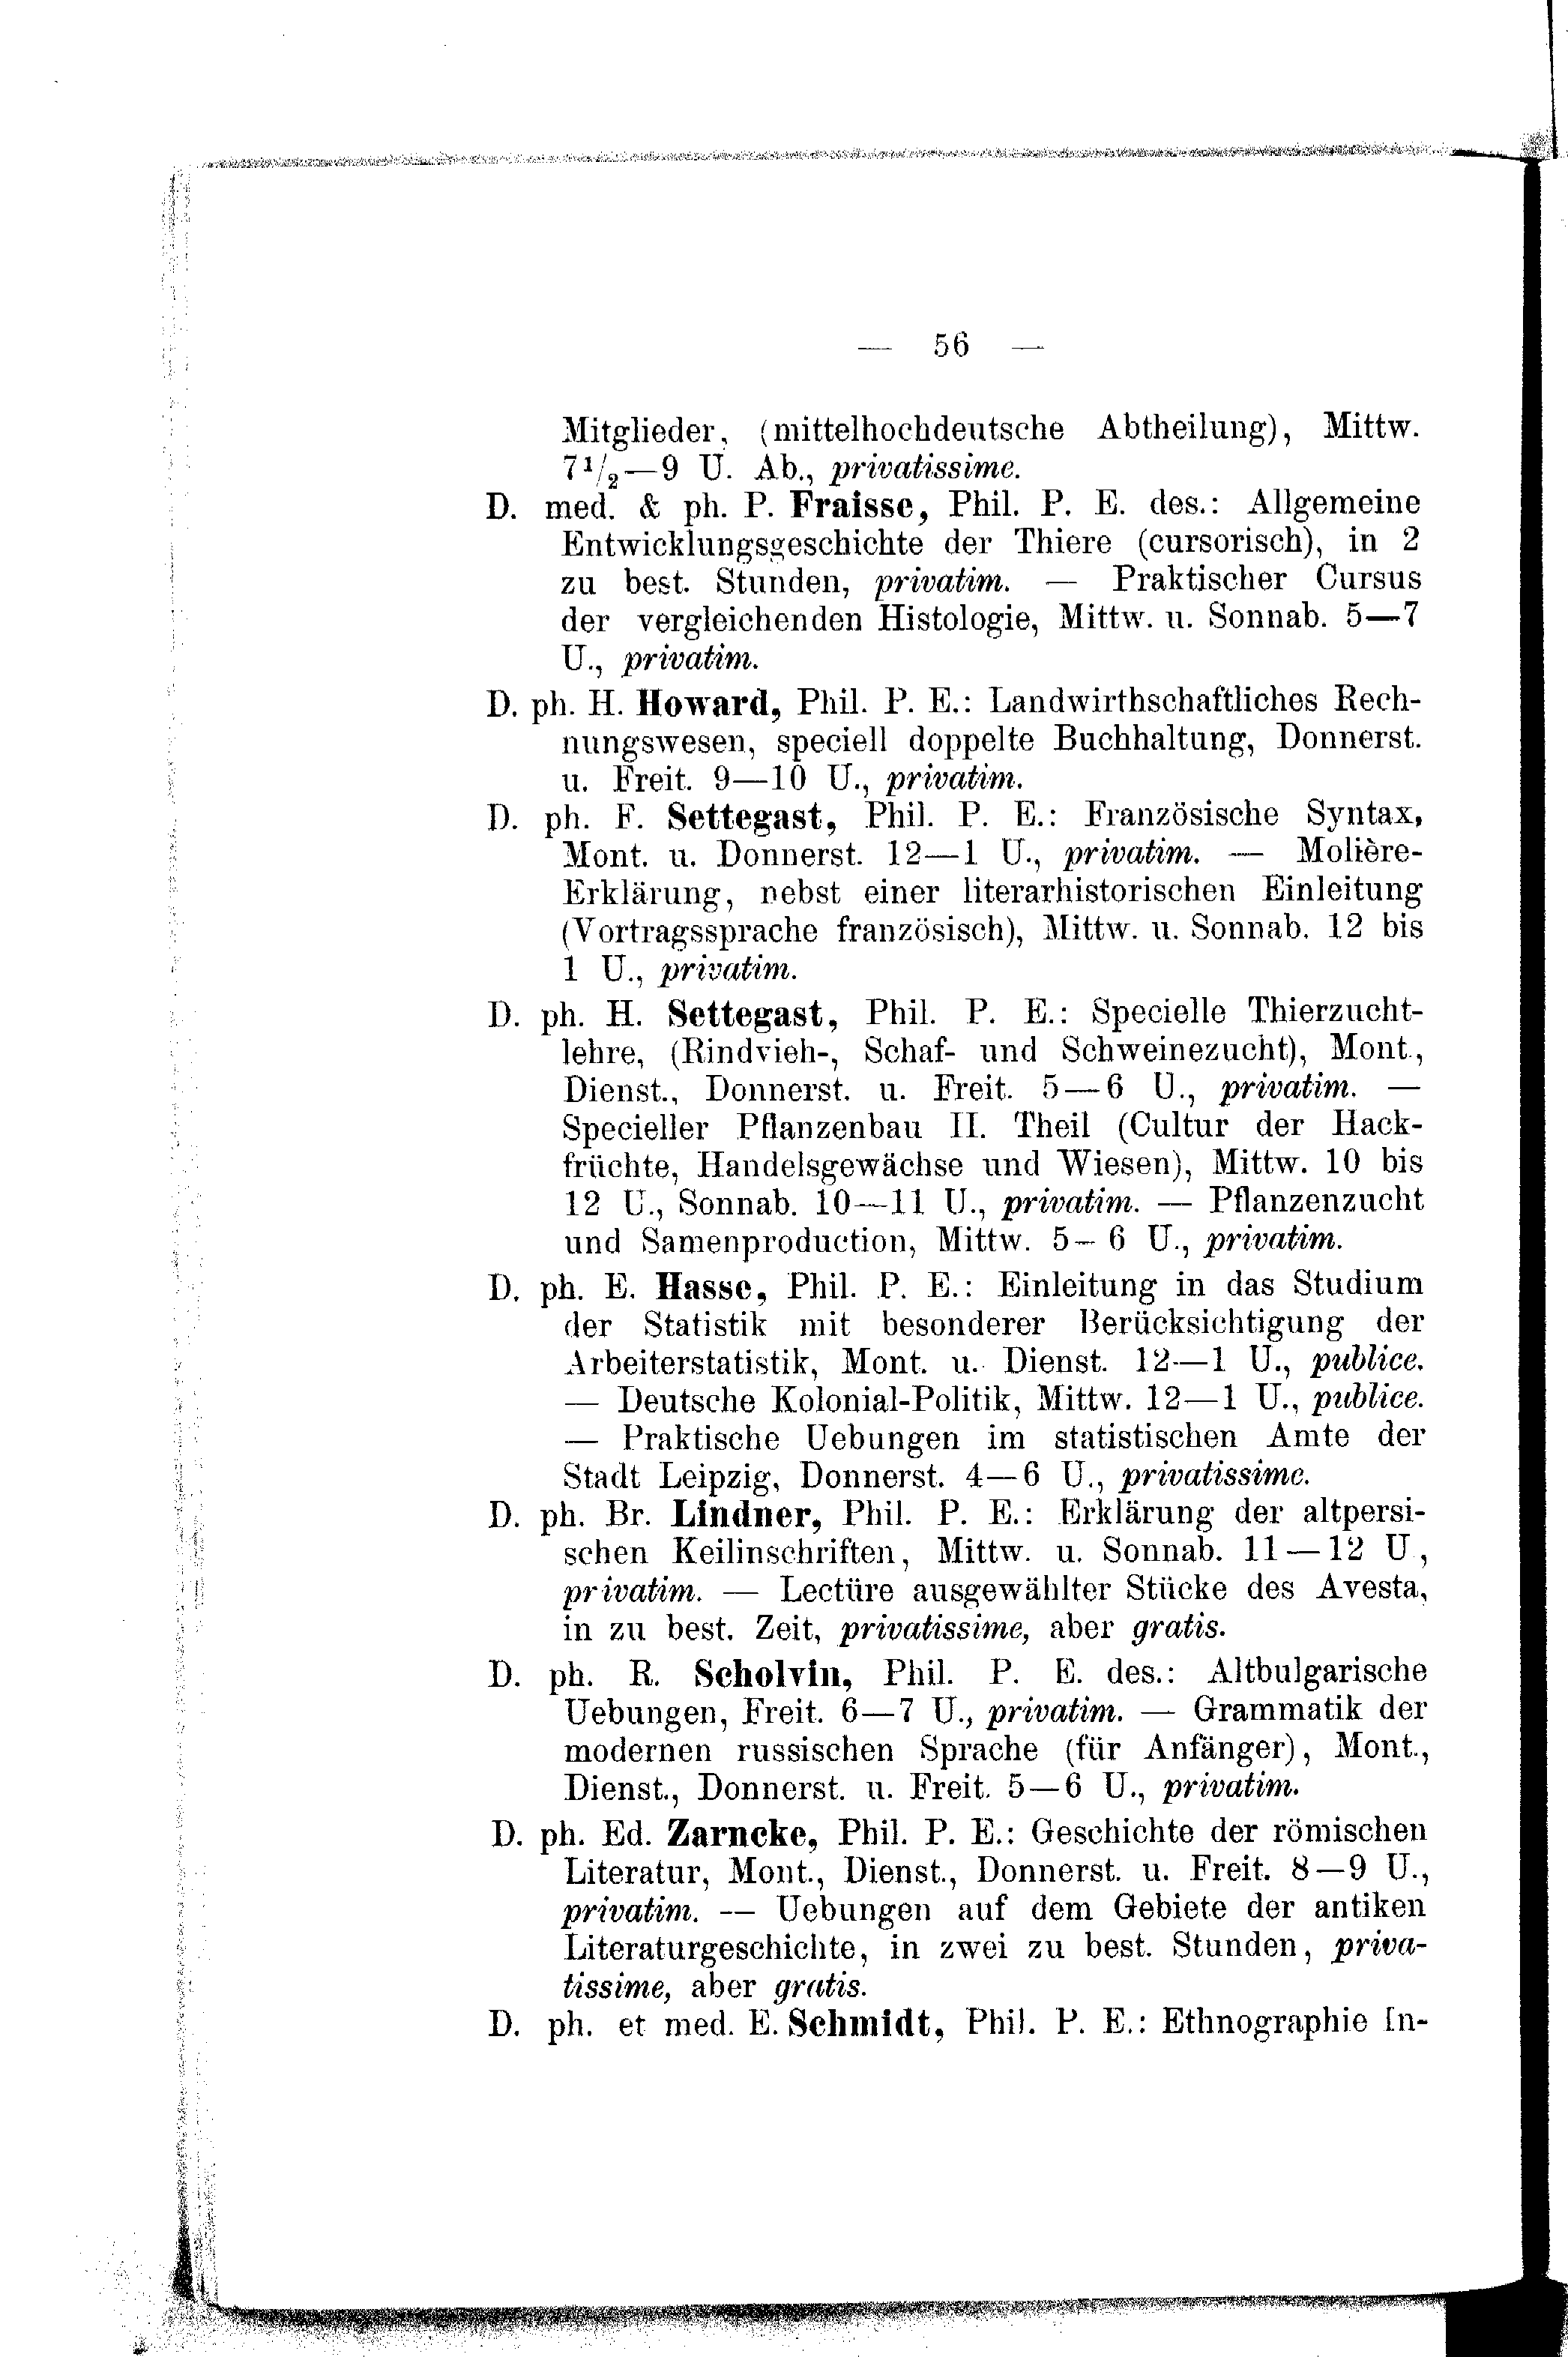 — 56 —
Mitglieder, (mittelhochdeutsche Abtheilung), Mittw.
7¹/₂—9 U. Ab., privatissime.
D. med. & ph. P. Fraisse, Phil. P. E. des.: Allgemeine
Entwicklungsgeschichte der Thiere (cursorisch), in 2
zu best. Stunden, privatim. — Praktischer Cursus
der vergleichenden Histologie, Mittw. u. Sonnab. 5—7
U., privatim.
D. ph. H. Howard, Phil. P. E.: Landwirthschaftliches Rech-
nungswesen, speciell doppelte Buchhaltung, Donnerst.
u. Freit. 9—10 U., privatim.
D. ph. F. Settegast, Phil. P. E.: Französische Syntax,
Mont. u. Donnerst. 12—1 U., privatim. — Molière-
Erklärung, nebst einer literarhistorischen Einleitung
(Vortragssprache französisch), Mittw. u. Sonnab. 12 bis
1 U., privatim.
D. ph. H. Settegast, Phil. P. E.: Specielle Thierzucht-
lehre, (Rindvieh-, Schaf- und Schweinezucht), Mont.,
Dienst., Donnerst. u. Freit. 5—6 U., privatim. —
Specieller Pflanzenbau II. Theil (Cultur der Hack-
früchte, Handelsgewächse und Wiesen), Mittw. 10 bis
12 U., Sonnab. 10—11 U., privatim. — Pflanzenzucht
und Samenproduction, Mittw. 5—6 U., privatim.
D. ph. E. Hasse, Phil. P. E.: Einleitung in das Studium
der Statistik mit besonderer Berücksichtigung der
Arbeiterstatistik, Mont. u. Dienst. 12—1 U., publice.
— Deutsche Kolonial-Politik, Mittw. 12—1 U., publice.
— Praktische Uebungen im statistischen Amte der
Stadt Leipzig, Donnerst. 4—6 U., privatissime.
D. ph. Br. Lindner, Phil. P. E.: Erklärung der altpersi-
schen Keilinschriften, Mittw. u. Sonnab. 11—12 U,
privatim. — Lectüre ausgewählter Stücke des Avesta,
in zu best. Zeit, privatissime, aber gratis.
D. ph. R. Scholvin, Phil. P. E. des.: Altbulgarische
Uebungen, Freit. 6—7 U., privatim. — Grammatik der
modernen russischen Sprache (für Anfänger), Mont.,
Dienst., Donnerst. u. Freit. 5—6 U., privatim.
D. ph. Ed. Zarncke, Phil. P. E.: Geschichte der römischen
Literatur, Mont., Dienst., Donnerst. u. Freit. 8—9 U.,
privatim. — Uebungen auf dem Gebiete der antiken
Literaturgeschichte, in zwei zu best. Stunden, priva-
tissime, aber gratis.
D. ph. et med. E. Schmidt, Phil. P. E.: Ethnographie In-